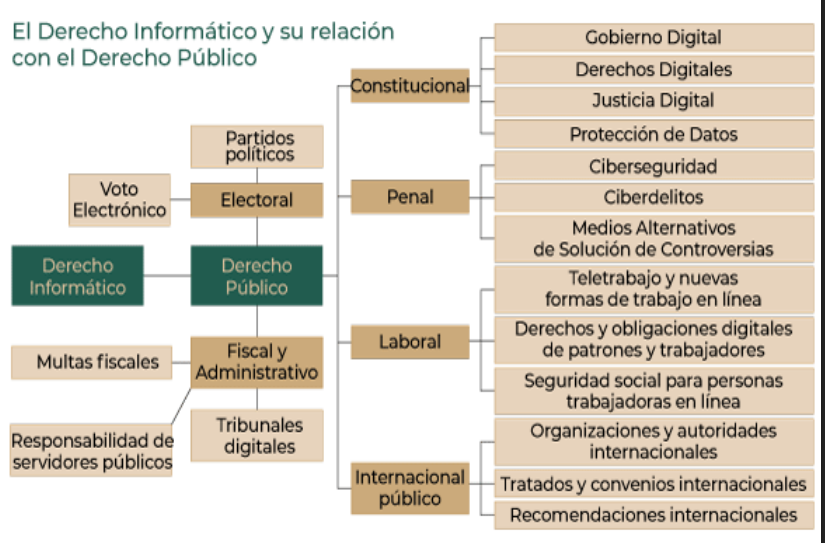 El Derecho Informático y su relación
con el Derecho Público
Partidos
políticos
Voto
Electrónico
Electoral
Derecho
Informático
Derecho
Público
Multas fiscales
Fiscal y
Administrativo
Responsabilidad de
servidores públicos
Tribunales
digitales
Constitucional
Gobierno Digital
Derechos Digitales
Justicia Digital
Protección de Datos
Penal
Ciberseguridad
Ciberdelitos
Medios Alternativos
de Solución de Controversias
Laboral
Teletrabajo y nuevas
formas de trabajo en línea
Derechos y obligaciones digitales
de patrones y trabajadores
Seguridad social para personas
trabajadoras en línea
Internacional
público
Organizaciones y autoridades
internacionales
Tratados y convenios internacionales
Recomendaciones internacionales